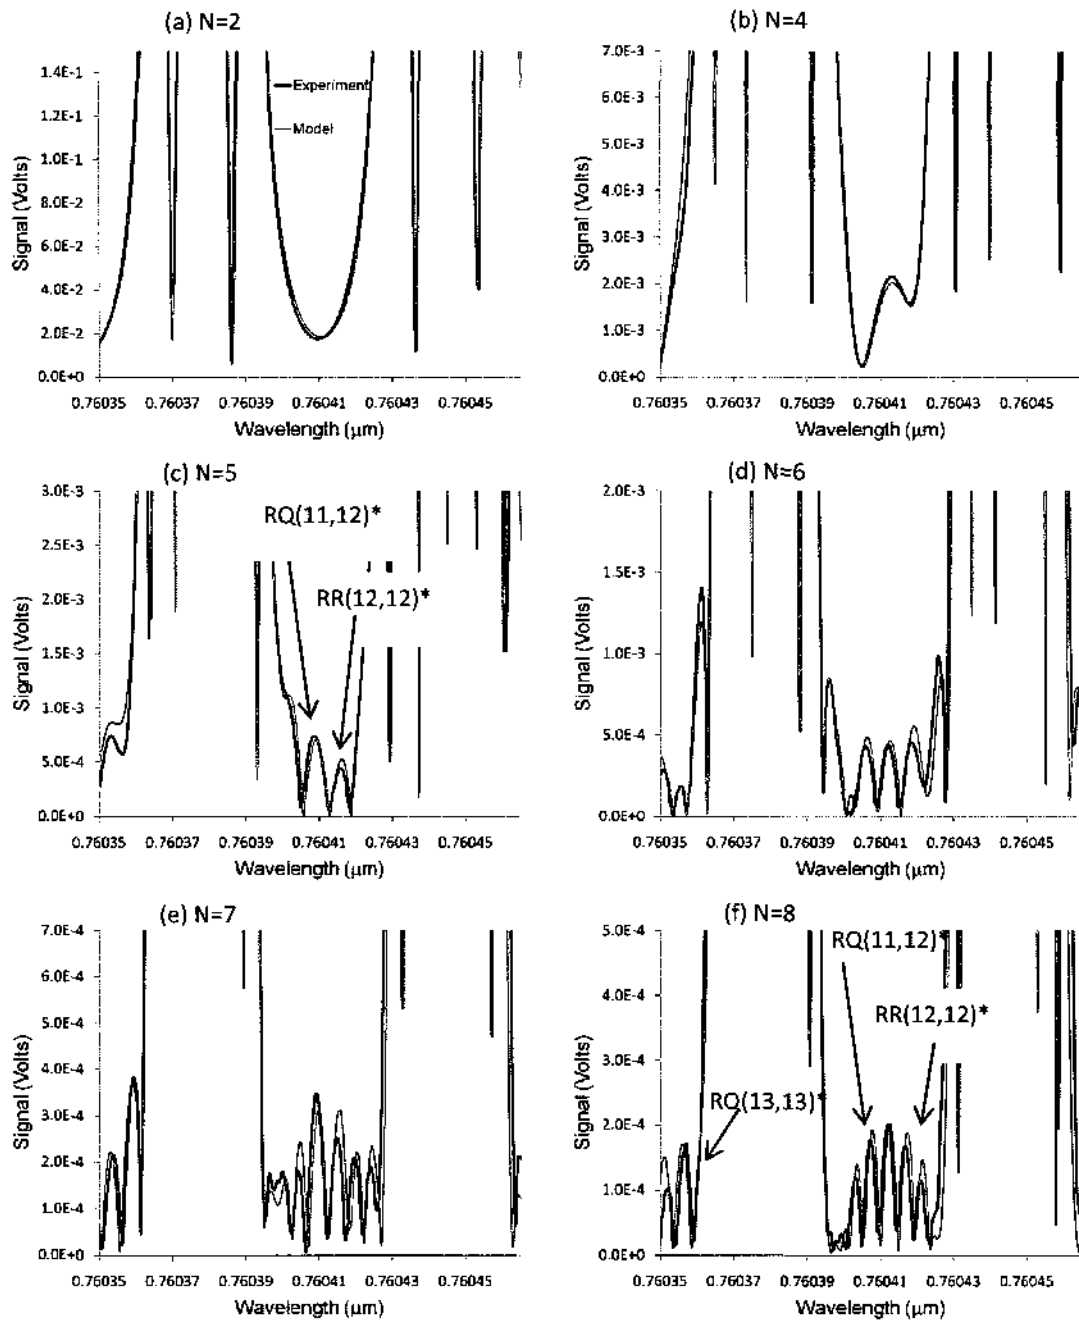 (a) N=2
1.4E-1
1.2E-1
1.0E-1
8.0E-2
6.0E-2
4.0E-2
2.0E-2
0.0E+0
Signal (Volts)
Experiment
Model
0.76035 0.76037 0.76039 0.76041 0.76043 0.76045
Wavelength (μm)
(b) N=4
7.0E-3
6.0E-3
5.0E-3
4.0E-3
3.0E-3
2.0E-3
1.0E-3
0.0E+0
Signal (Volts)
0.76035 0.76037 0.76039 0.76041 0.76043 0.76045
Wavelength (μm)
(c) N=5
3.0E-3
2.5E-3
2.0E-3
1.5E-3
1.0E-3
5.0E-4
0.0E+0
Signal (Volts)
RQ(11,12)*
RR(12,12)*
0.76035 0.76037 0.76039 0.76041 0.76043 0.76045
Wavelength (μm)
(d) N=6
2.0E-3
1.5E-3
1.0E-3
5.0E-4
0.0E+0
Signal (Volts)
0.76035 0.76037 0.76039 0.76041 0.76043 0.76045
Wavelength (μm)
(e) N=7
7.0E-4
6.0E-4
5.0E-4
4.0E-4
3.0E-4
2.0E-4
1.0E-4
0.0E+0
Signal (Volts)
0.76035 0.76037 0.76039 0.76041 0.76043 0.76045
Wavelength (μm)
(f) N=8
5.0E-4
4.0E-4
3.0E-4
2.0E-4
1.0E-4
0.0E+0
Signal (Volts)
RQ(11,12)*
RR(12,12)*
RQ(13,13)*
0.76035 0.76037 0.76039 0.76041 0.76043 0.76045
Wavelength (μm)